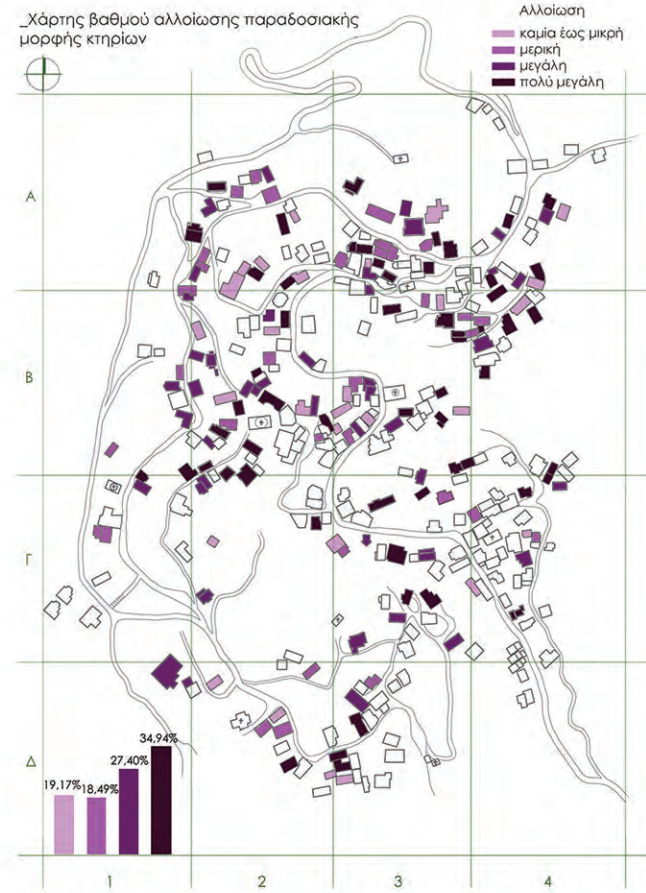 _Χάρτης βαθμού αλλοίωσης παραδοσιακής
μορφής κτηρίων
Αλλοίωση
καμία έως μικρή
μερική
μεγάλη
πολύ μεγάλη
Α
Β
Γ
Δ
34,94%
27,40%
19,17%
18,49%
1
2
3
4